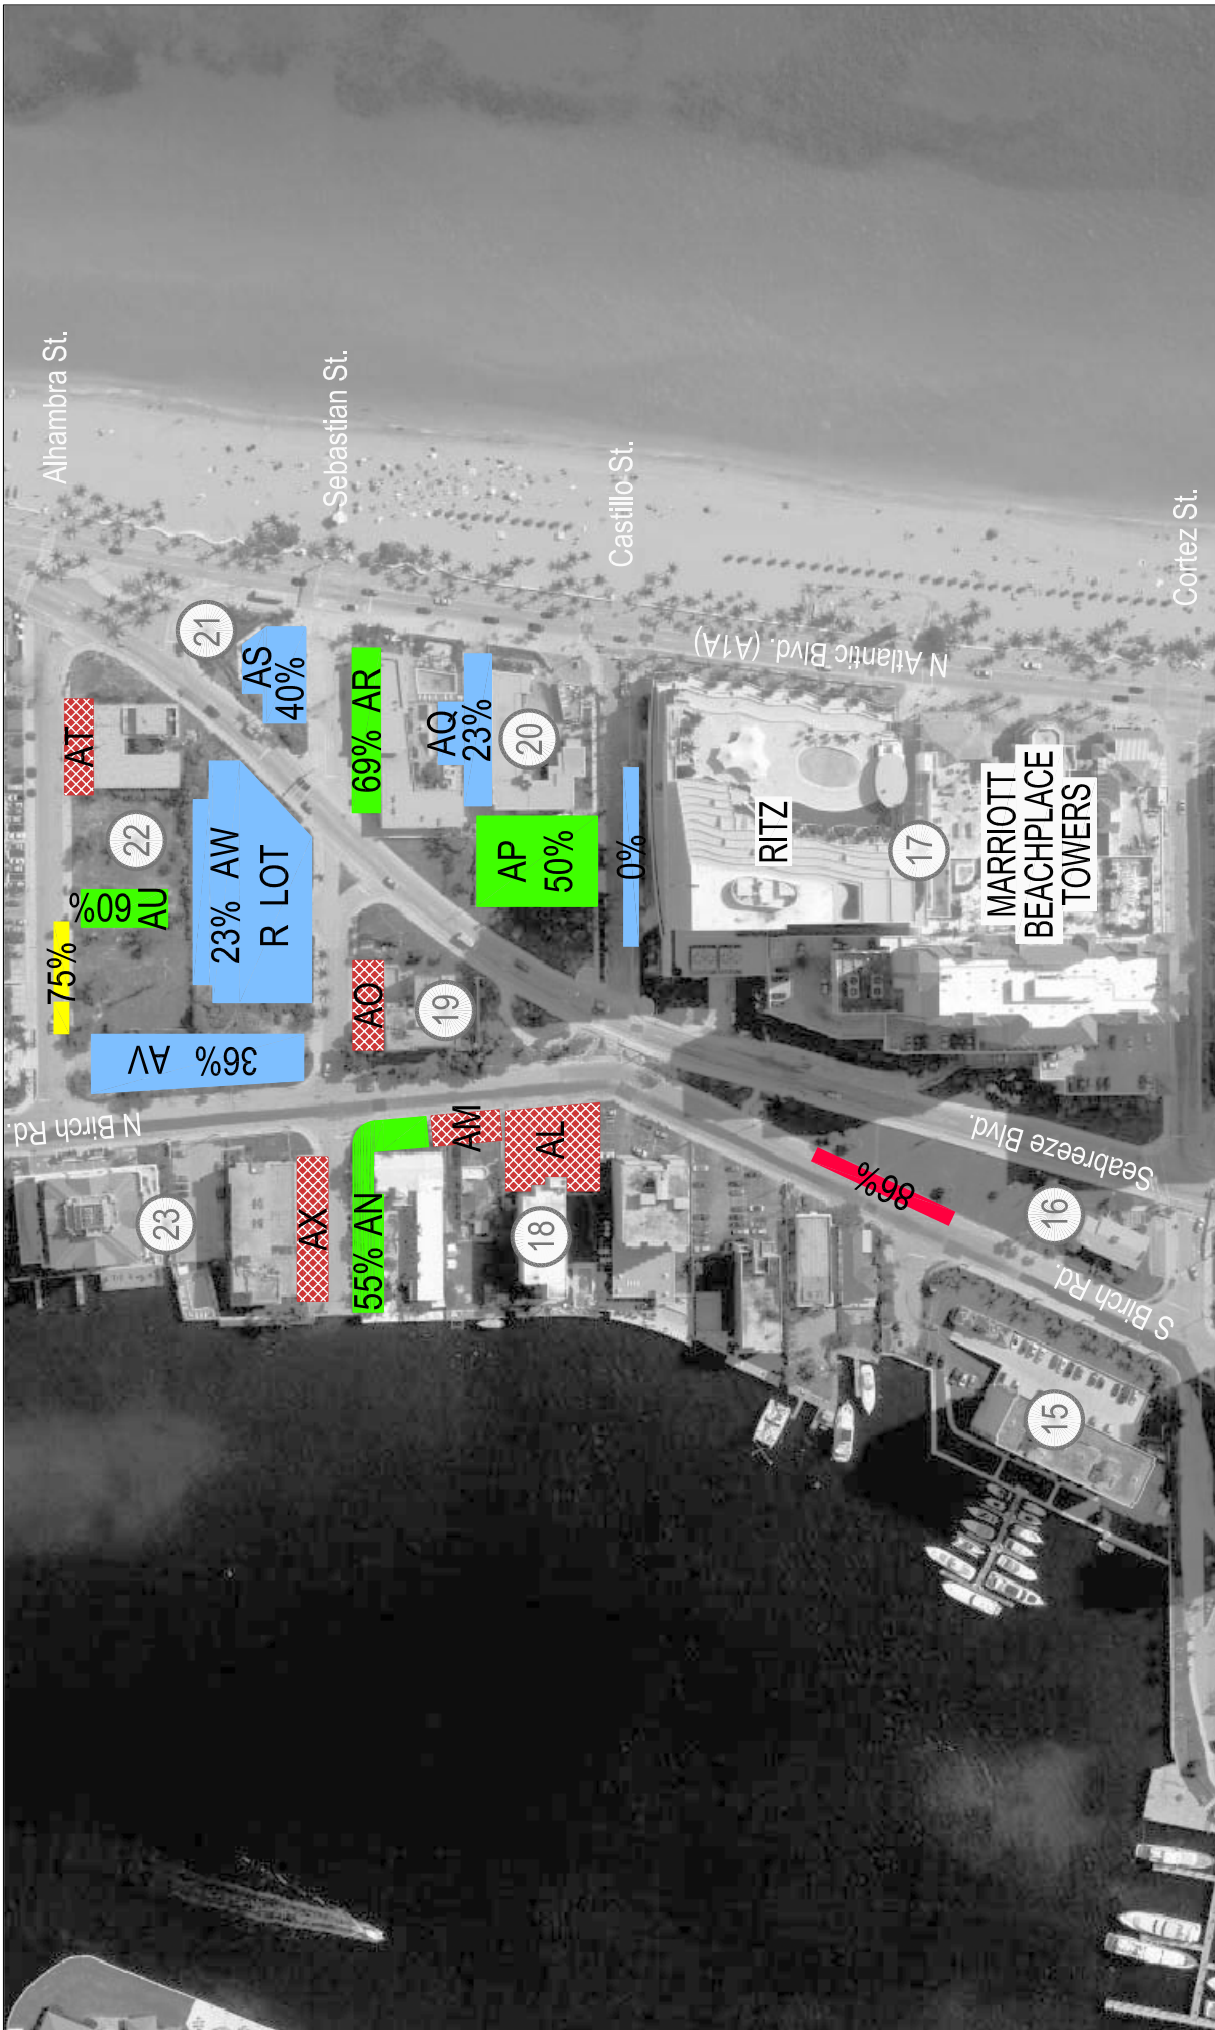 Alhambra St.
Sebastian St.
Castillo St.
Cortez St.
N Atlantic Blvd. (A1A)
21
AS
40%
AT
22
60%
AU
75%
23% AW
R LOT
36% AV
69% AR
AQ
23%
20
AP
50%
0%
RITZ
17
MARRIOTT
BEACHPLACE
TOWERS
AO
19
N Birch Rd.
AM
AL
AX
55% AN
23
18
86%
Seabreeze Blvd.
16
S Birch Rd.
15